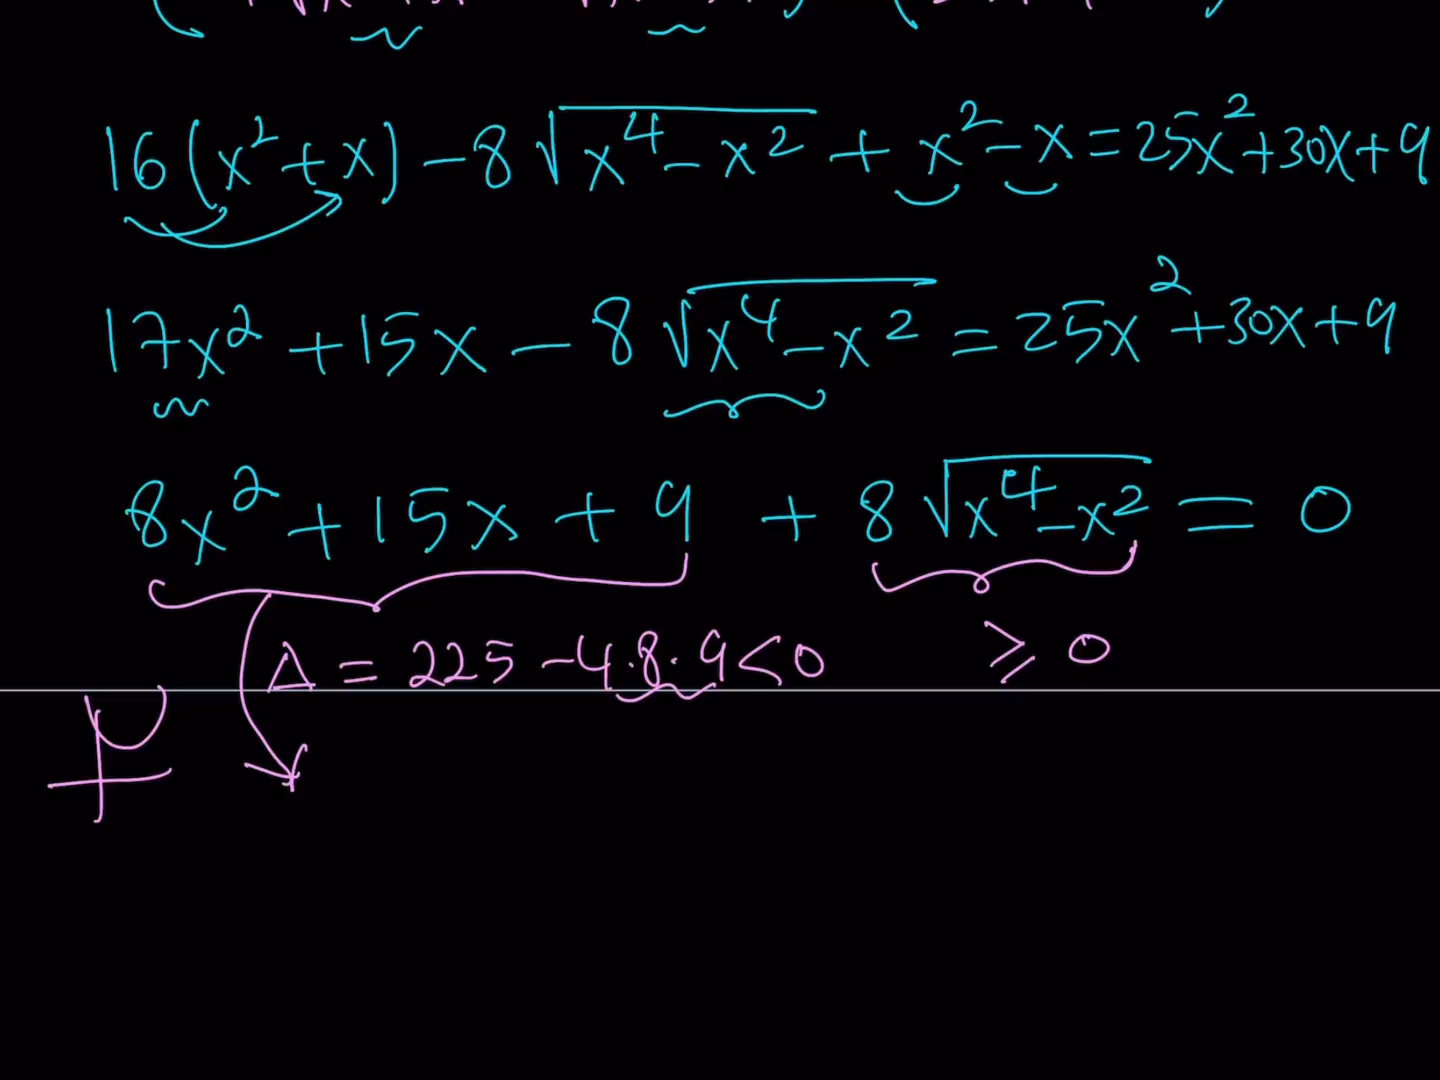 16(x²+x) - 8√(x⁴-x²) + x² - x = 25x²+30x+9
17x² + 15x - 8√(x⁴-x²) = 25x²+30x+9
8x² + 15x + 9 + 8√(x⁴-x²) = 0
Δ = 225 - 4·8·9 < 0 ≥ 0